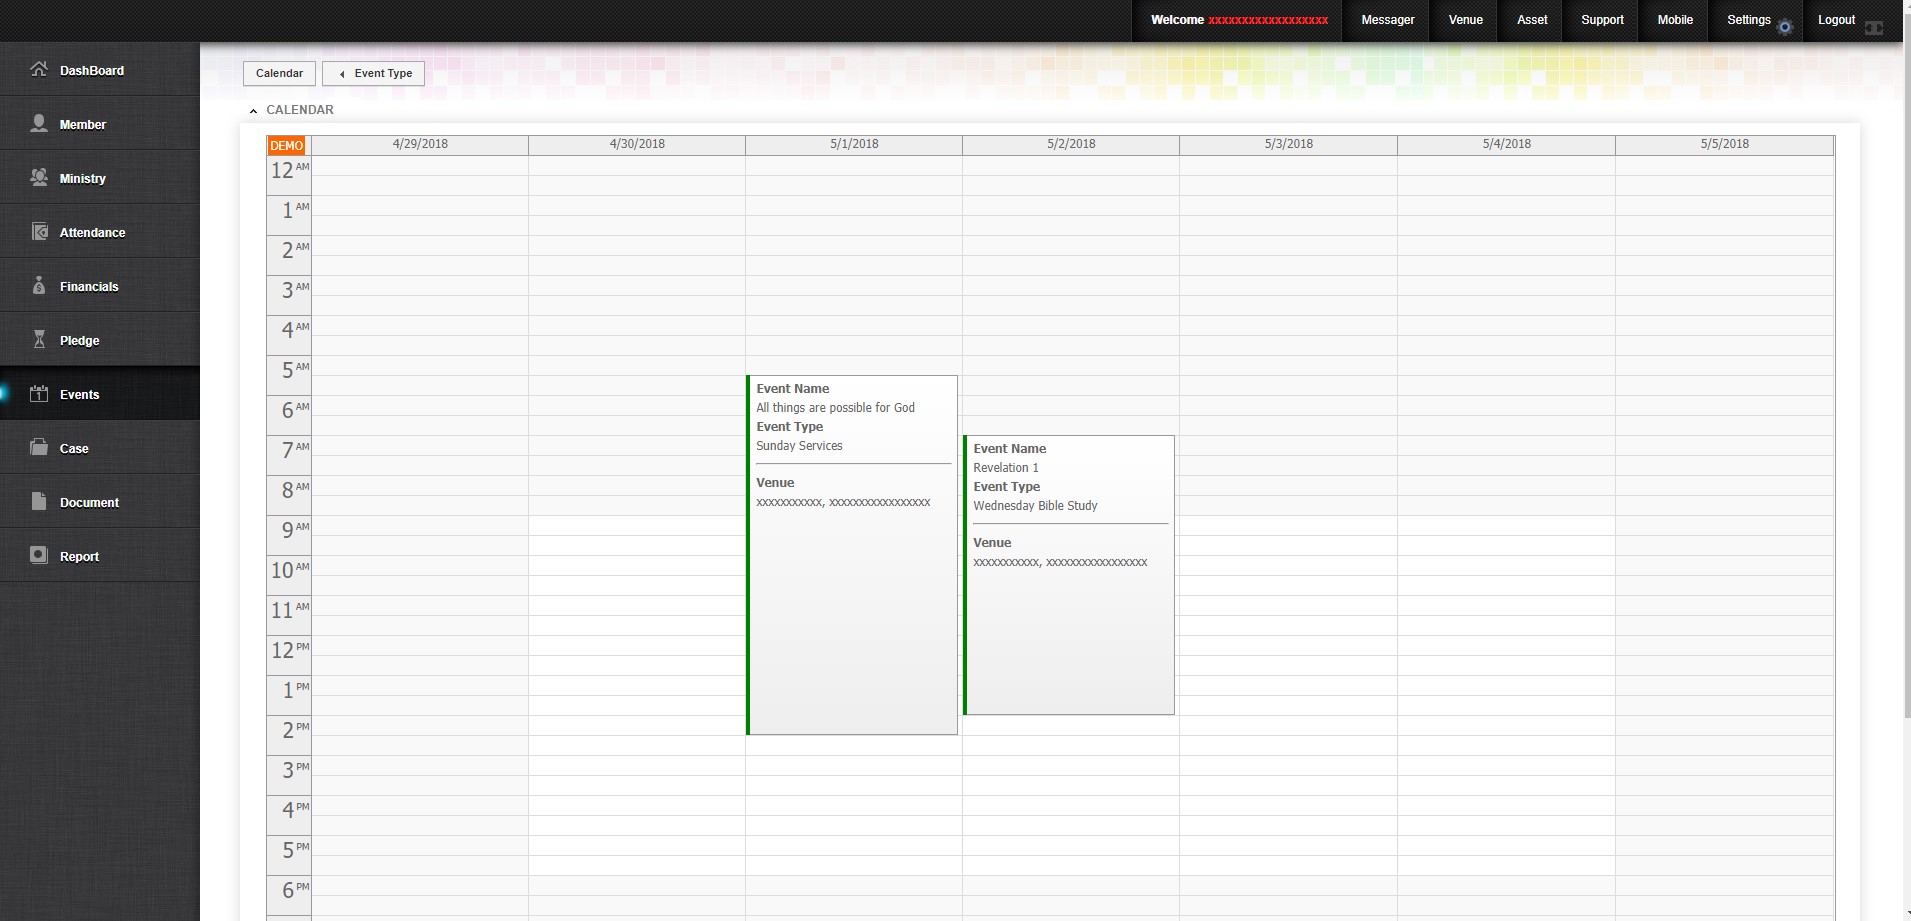 Welcome xxxxxxxxxxxxxxxxxx Messager Venue Asset Support Mobile Settings Logout
DashBoard
Member
Ministry
Attendance
Financials
Pledge
Events
Case
Document
Report
Calendar Event Type
CALENDAR
DEMO 4/29/2018 4/30/2018 5/1/2018 5/2/2018 5/3/2018 5/4/2018 5/5/2018
12 AM
1 AM
2 AM
3 AM
4 AM
5 AM
6 AM
7 AM
8 AM
9 AM
10 AM
11 AM
12 PM
1 PM
2 PM
3 PM
4 PM
5 PM
6 PM
Event Name
All things are possible for God
Event Type
Sunday Services
Venue
xxxxxxxxxxx, xxxxxxxxxxxxxxxxx
Event Name
Revelation 1
Event Type
Wednesday Bible Study
Venue
xxxxxxxxxxx, xxxxxxxxxxxxxxxxx